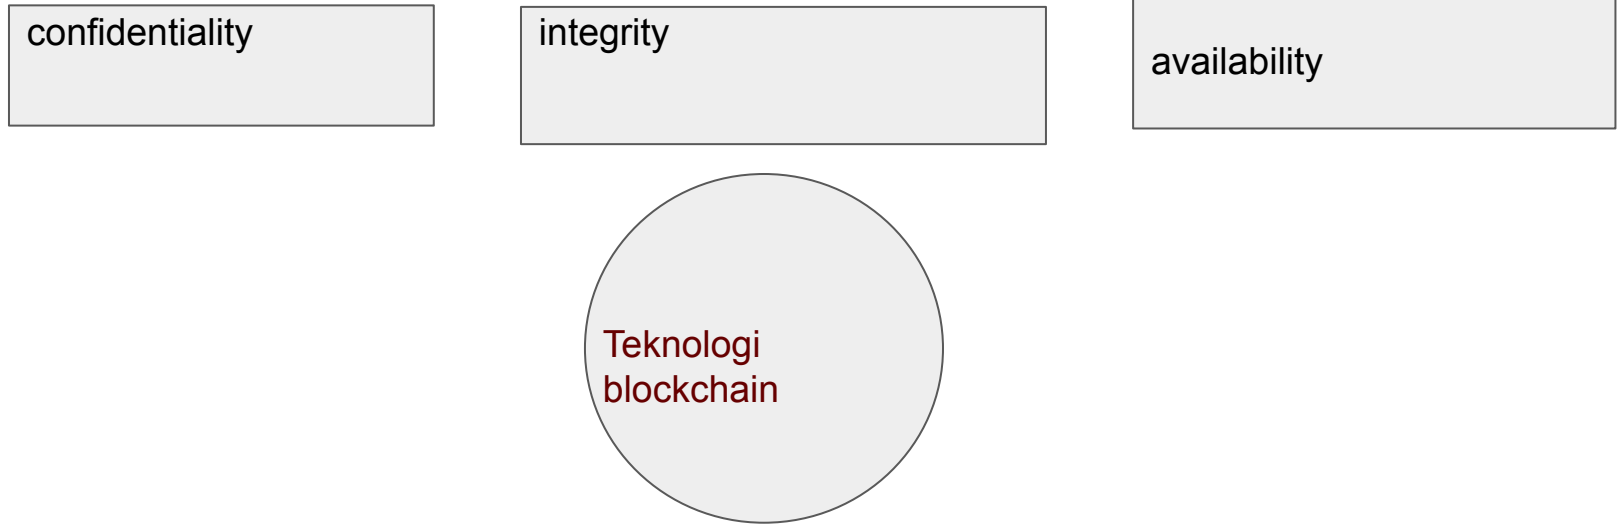 confidentiality
integrity
availability
Teknologi
blockchain